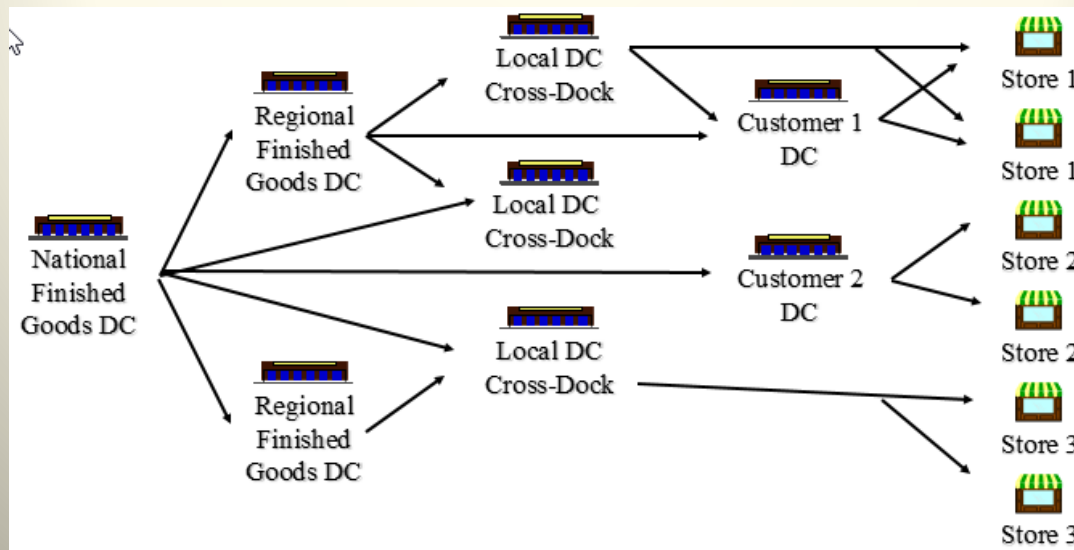 National
Finished
Goods DC
Regional
Finished
Goods DC
Regional
Finished
Goods DC
Local DC
Cross-Dock
Local DC
Cross-Dock
Local DC
Cross-Dock
Customer 1
DC
Customer 2
DC
Store 1
Store 1
Store 2
Store 2
Store 3
Store 3